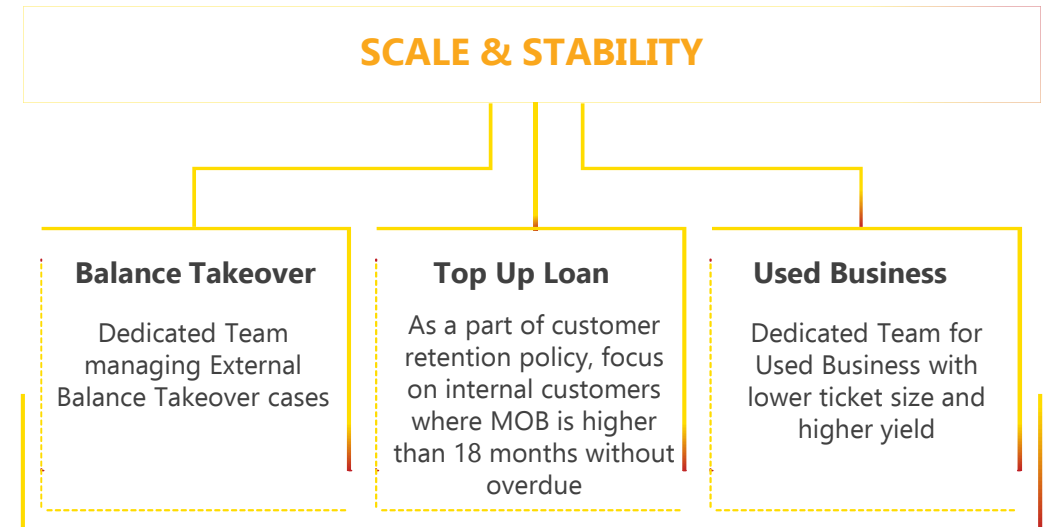 SCALE & STABILITY
Balance Takeover
Dedicated Team
managing External
Balance Takeover cases
Top Up Loan
As a part of customer
retention policy, focus
on internal customers
where MOB is higher
than 18 months without
overdue
Used Business
Dedicated Team for
Used Business with
lower ticket size and
higher yield